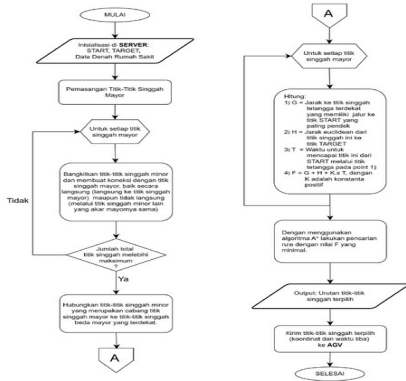 MULAI
Inisialisasi di SERVER:
START, TARGET,
Data Denah Rumah Sakit
Pemasangan Titik-Titik Singgah
Mayor
Untuk setiap titik
singgah mayor
Bangkitkan titik-titik singgah minor
dan membuat koneksi dengan titik
singgah mayor, baik secara
langsung (langsung ke titik singgah
mayor) maupun tidak langsung
(melalui titik singgah minor lain
yang akar mayornya sama)
Tidak
Jumlah total
titik singgah melebihi
maksimum
?
Ya
Hubungkan titik-titik singgah minor
yang merupakan cabang titik
singgah mayor ke titik-titik singgah
beda mayor yang terdekat.
A
A
Untuk setiap titik
singgah mayor
Hitung:
1) G = Jarak ke titik singgah
tetangga terdekat
yang memiliki jalur ke
titik START yang
paling pendek
2) H = Jarak euclidean dari
titik singgah ini ke
titik TARGET
3) T = Waktu untuk
mencapai titik ini dari
START melalui titik
tetangga pada point 1)
4) F = G + H + K x T, dengan
K adalah konstanta
positif
Dengan menggunakan
algoritma A* lakukan pencarian
rute dengan nilai F yang
minimal.
Output: Urutan titik-titik
singgah terpilih
Kirim titik-titik singgah terpilih
(koordinat dan waktu tiba)
ke AGV
SELESAI